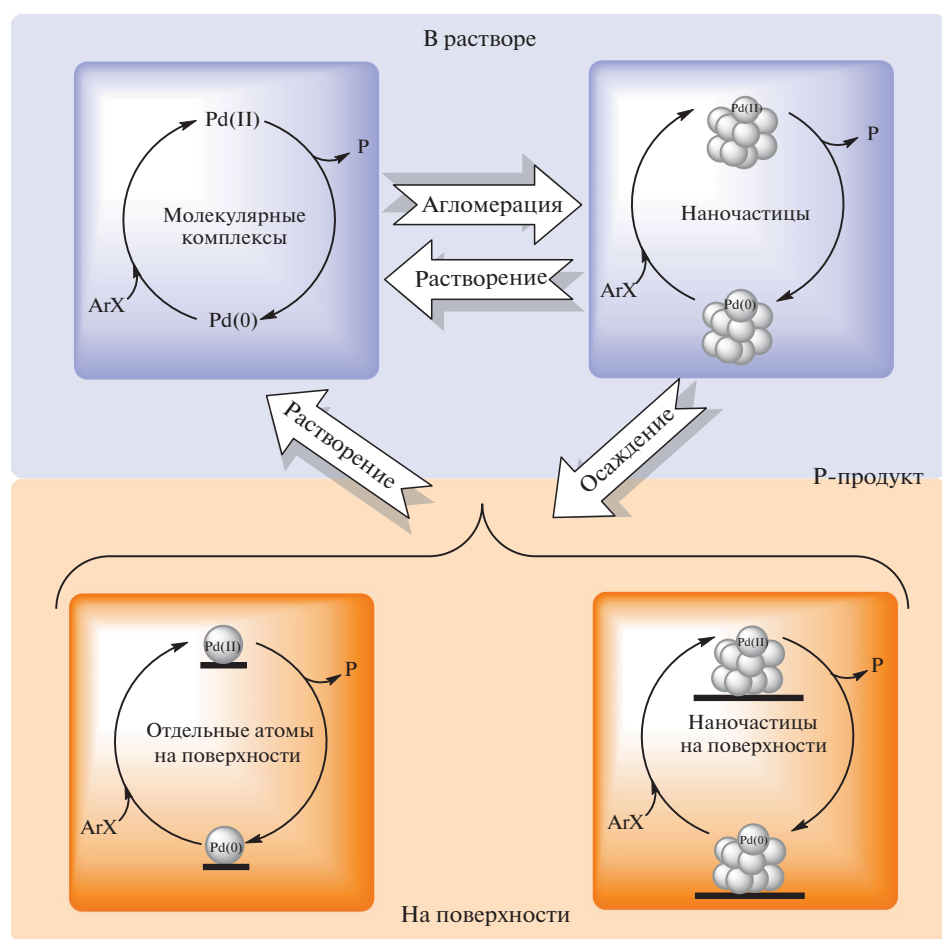 В растворе
Pd(II)
P
Молекулярные
комплексы
ArX
Pd(0)
Агломерация
Растворение
Pd(II)
P
Наночастицы
ArX
Pd(0)
Растворение
Осаждение
P-продукт
Pd(II)
P
Отдельные атомы
на поверхности
ArX
Pd(0)
Pd(II)
P
Наночастицы
на поверхности
ArX
Pd(0)
На поверхности